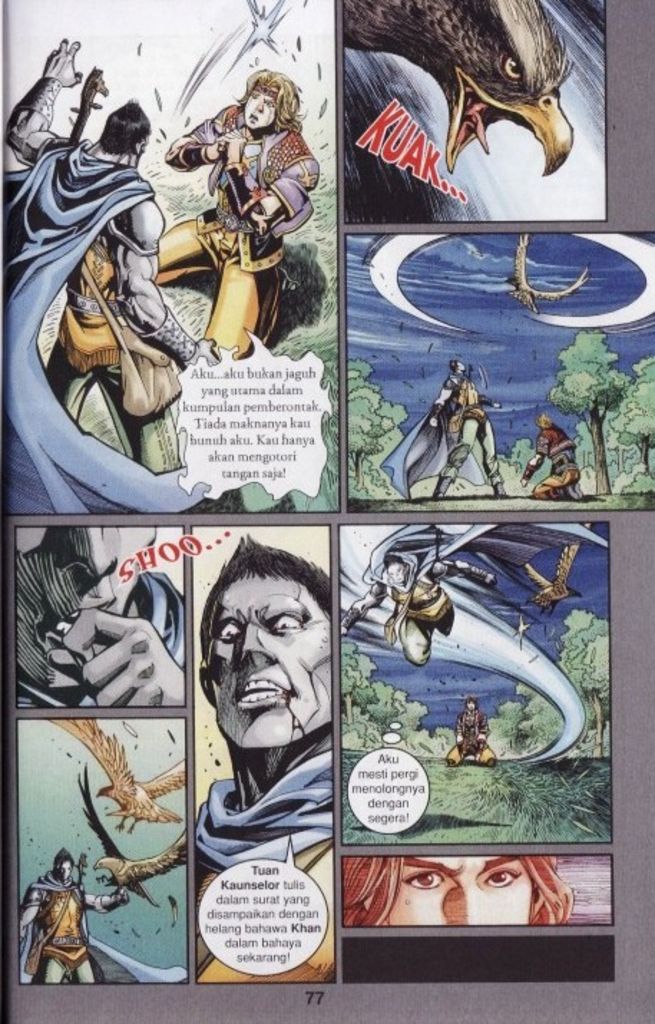 KUAK...
Aku...aku bukan jaguh
yang utama dalam
kumpulan pemberontak.
Tiada maknanya kau
bunuh aku. Kau hanya
akan mengotori
tangan saja!
SHOO...
Tuan
Kaunselor tulis
dalam surat yang
disampaikan dengan
helang bahawa Khan
dalam bahaya
sekarang!
Aku
mesti pergi
menolongnya
dengan
segera!
77